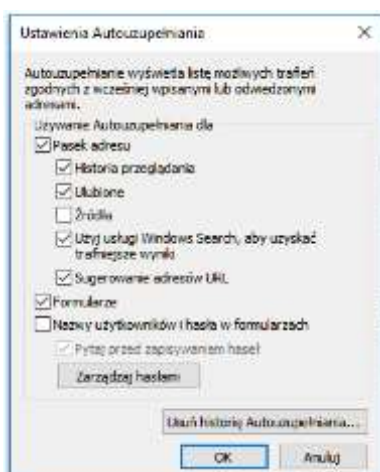 Ustawienia Autouzupełniania
Autouzupełnianie wyświetla listę możliwych trafień
zgodnych z wcześniej wpisanymi lub odwiedzonymi
adresami.
Używanie Autouzupełniania dla
Pasek adresu
Historia przeglądania
Ulubione
Źródła
Użyj usługi Windows Search, aby uzyskać
trafniejsze wyniki
Sugerowanie adresów URL
Formularze
Nazwy użytkowników i hasła w formularzach
Pytaj przed zapisywaniem haseł
Zarządzaj hasłami
Usuń historię Autouzupełniania...
OK
Anuluj